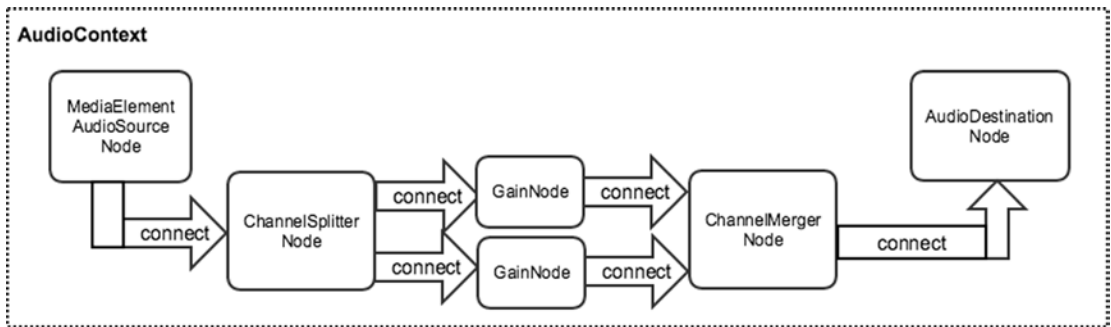 AudioContext
MediaElement
AudioSource
Node
connect
ChannelSplitter
Node
connect
connect
GainNode
GainNode
connect
connect
ChannelMerger
Node
connect
AudioDestination
Node